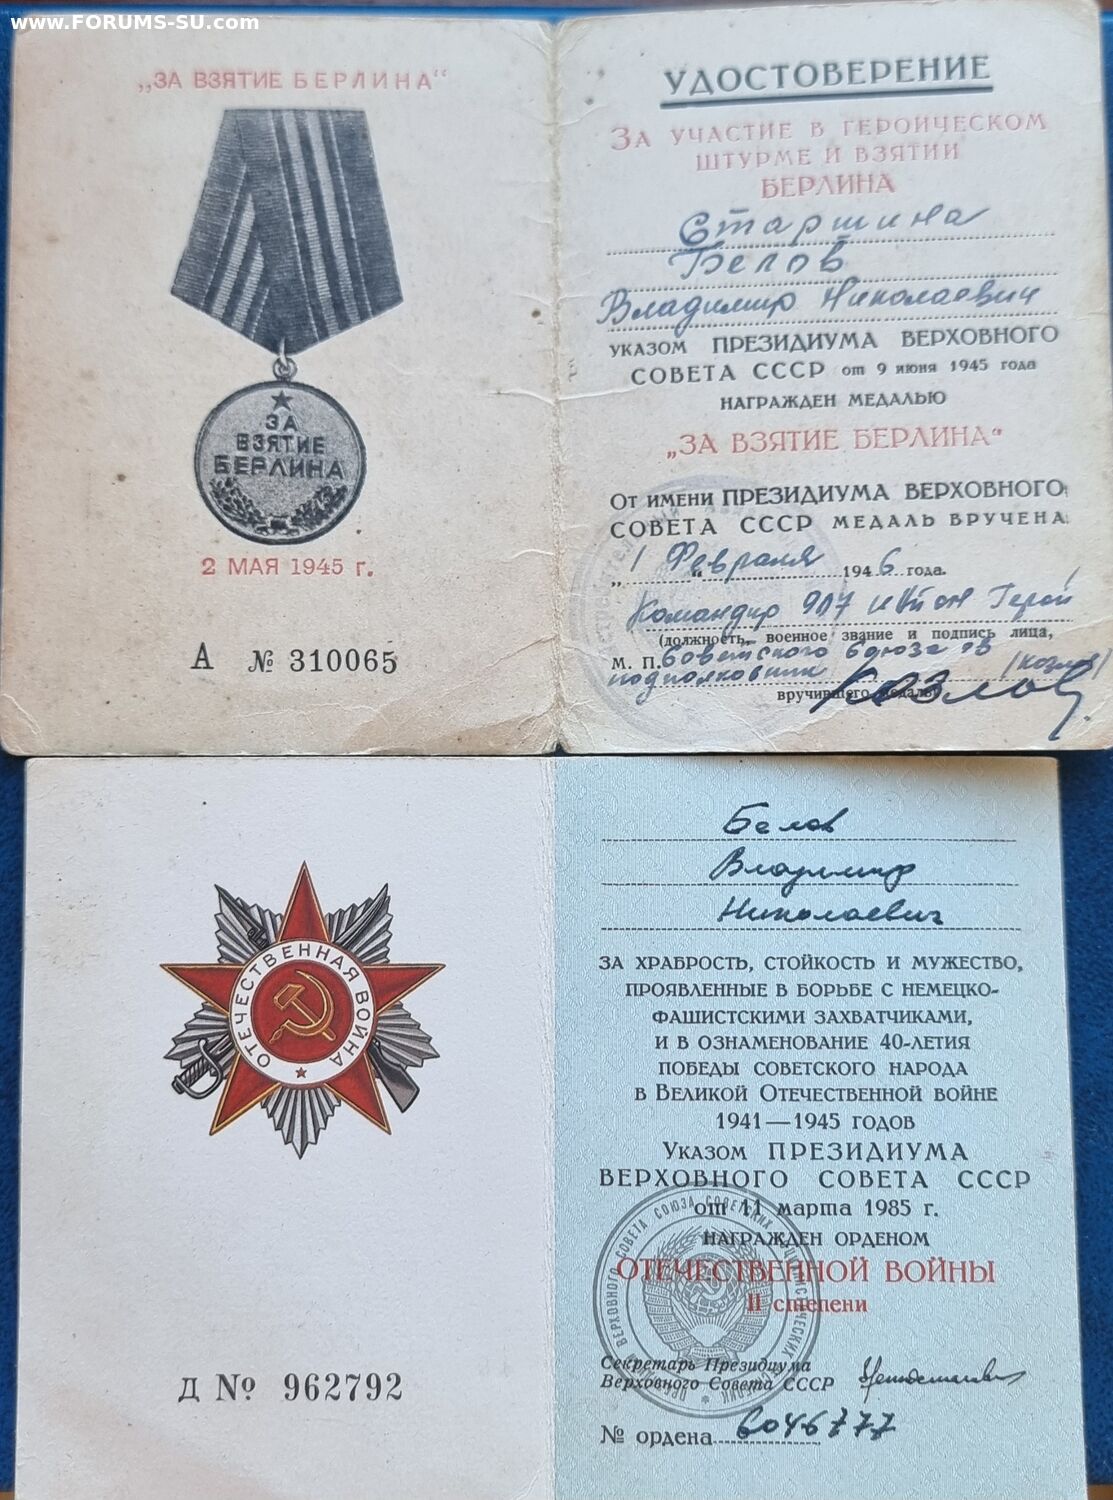 www.FORUMS-SU.com
„ЗА ВЗЯТИЕ БЕРЛИНА“
ЗА
ВЗЯТИЕ
БЕРЛИНА
2 МАЯ 1945 г.
А № 310065
УДОСТОВЕРЕНИЕ
ЗА УЧАСТИЕ В ГЕРОИЧЕСКОМ
ШТУРМЕ И ВЗЯТИИ
БЕРЛИНА
Старшина
Белов
Владимир Николаевич
УКАЗОМ ПРЕЗИДИУМА ВЕРХОВНОГО
СОВЕТА СССР от 9 июня 1945 года
НАГРАЖДЕН МЕДАЛЬЮ
„ЗА ВЗЯТИЕ БЕРЛИНА“
ОТ ИМЕНИ ПРЕЗИДИУМА ВЕРХОВНОГО
СОВЕТА СССР МЕДАЛЬ ВРУЧЕНА
„1“ Февраля 1946 года.
Командир 917 Герой
(должность, военное звание и подпись лица,
М. П. Советского Союза гв
подполковник (Козлов)
вручившего медаль)
Козлов
ОТЕЧЕСТВЕННАЯ ВОЙНА
Д № 962792
Белов
Владимир
Николаевич
ЗА ХРАБРОСТЬ, СТОЙКОСТЬ И МУЖЕСТВО,
ПРОЯВЛЕННЫЕ В БОРЬБЕ С НЕМЕЦКО-
ФАШИСТСКИМИ ЗАХВАТЧИКАМИ,
И В ОЗНАМЕНОВАНИЕ 40-ЛЕТИЯ
ПОБЕДЫ СОВЕТСКОГО НАРОДА
В ВЕЛИКОЙ ОТЕЧЕСТВЕННОЙ ВОЙНЕ
1941—1945 ГОДОВ
УКАЗОМ ПРЕЗИДИУМА
ВЕРХОВНОГО СОВЕТА СССР
от 11 марта 1985 г.
НАГРАЖДЕН ОРДЕНОМ
ОТЕЧЕСТВЕННОЙ ВОЙНЫ
II степени
Секретарь Президиума
Верховного Совета СССР
№ ордена 6046777